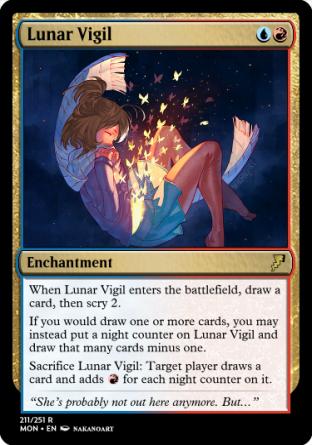 Lunar Vigil
Enchantment
When Lunar Vigil enters the battlefield, draw a
card, then scry 2.
If you would draw one or more cards, you may
instead put a night counter on Lunar Vigil and
draw that many cards minus one.
Sacrifice Lunar Vigil: Target player draws a
card and adds for each night counter on it.
“She’s probably not out here anymore. But…”
211/251 R
MON • EN NAKANOART